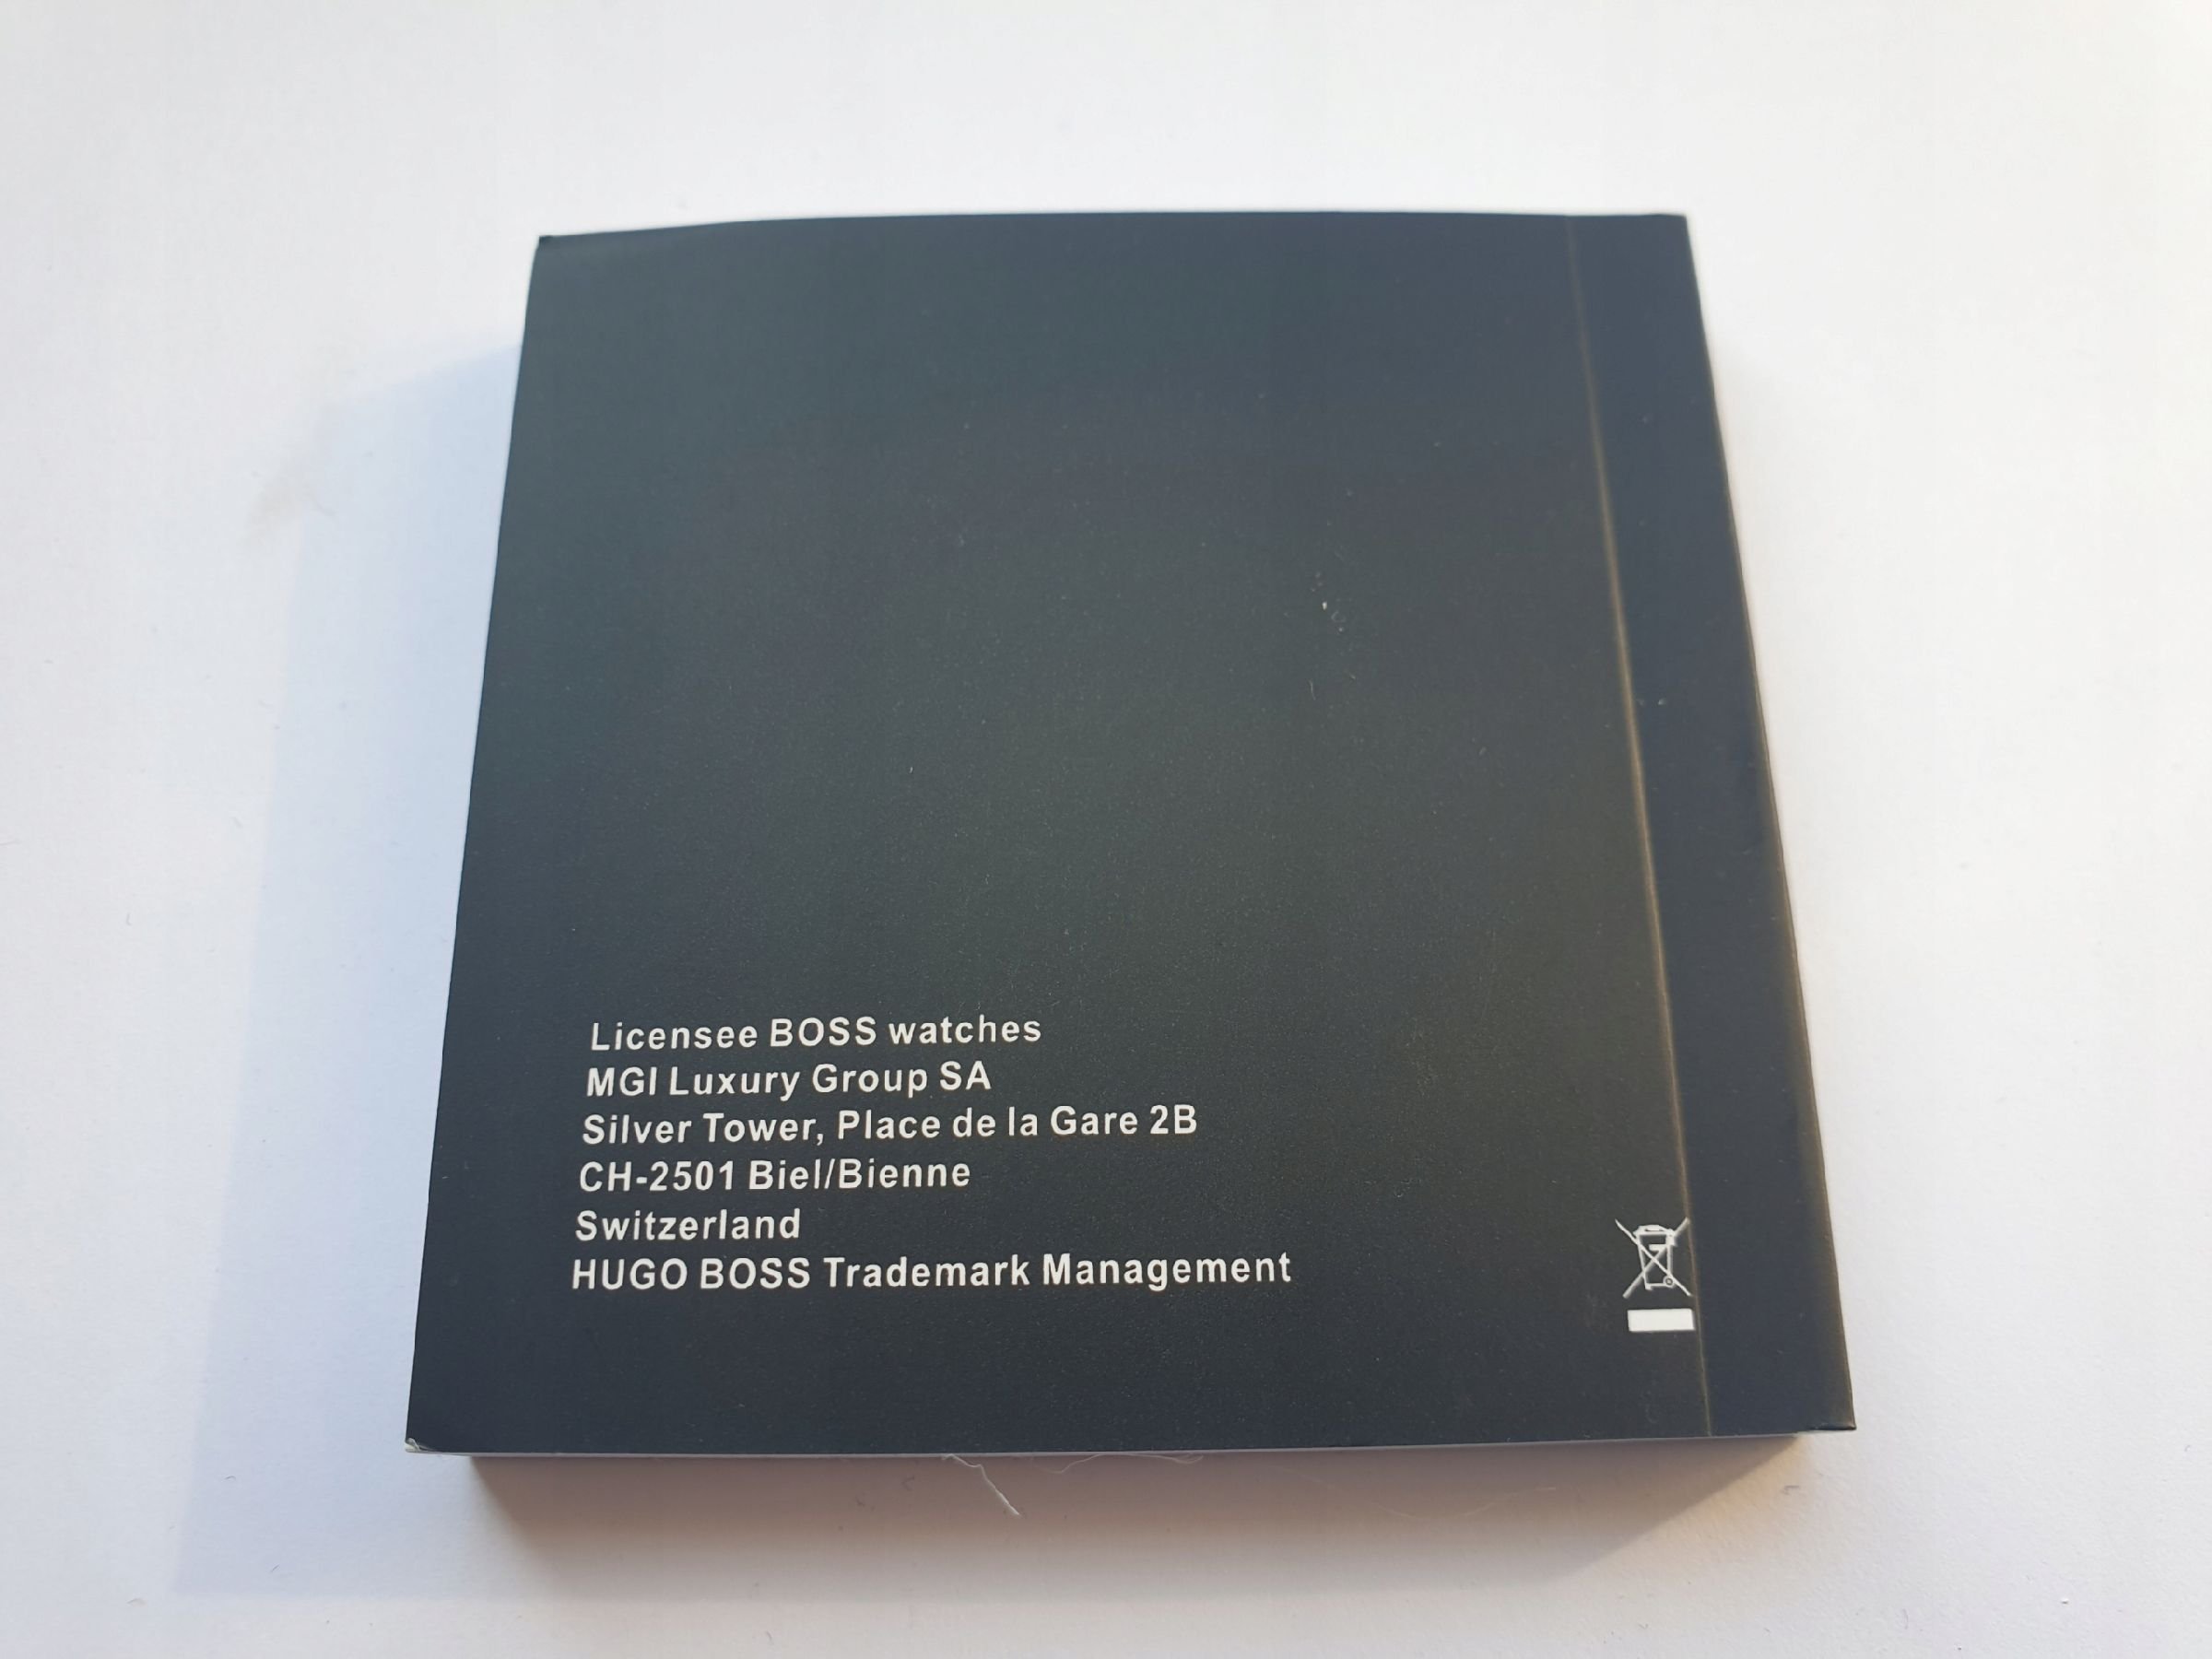 Licensee BOSS watches
MGI Luxury Group SA
Silver Tower, Place de la Gare 2B
CH-2501 Biel/Bienne
Switzerland
HUGO BOSS Trademark Management